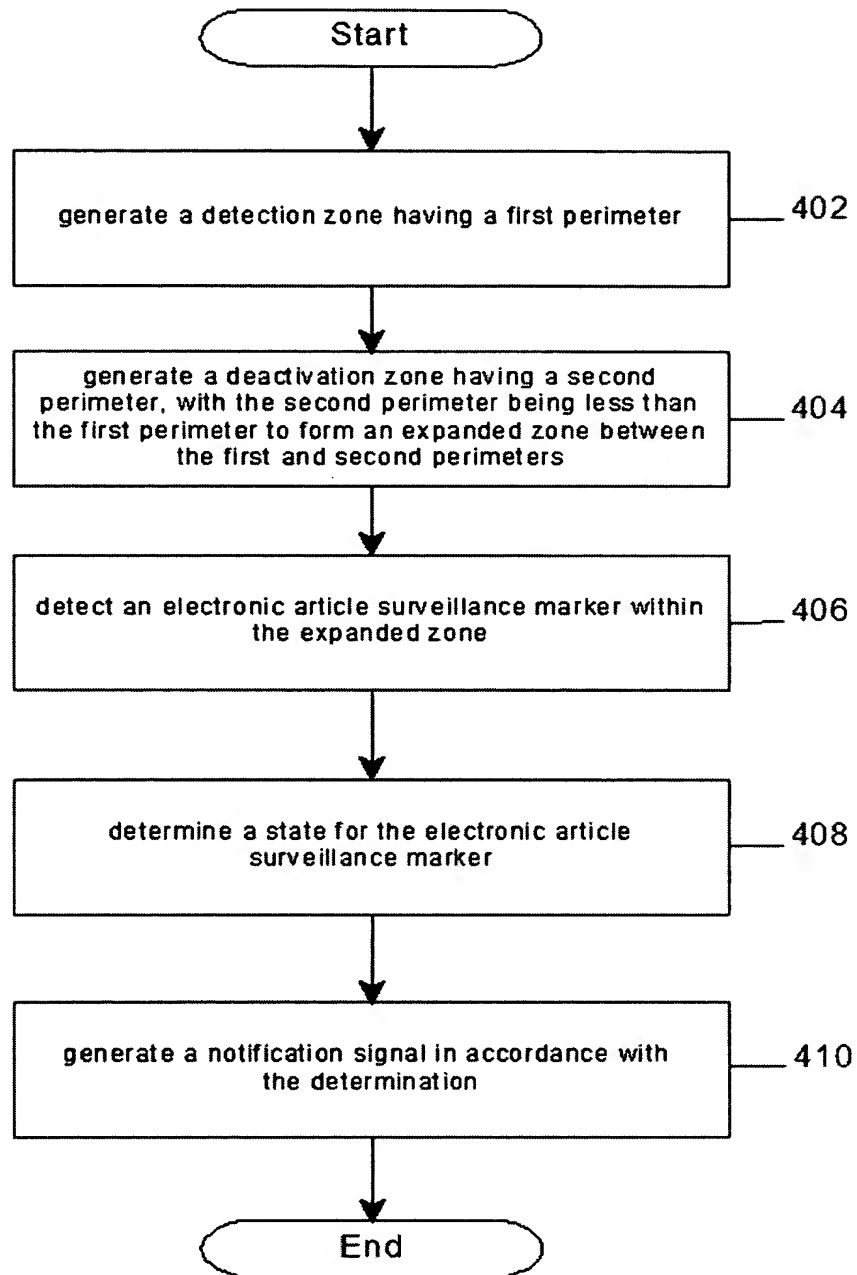 Start
generate a detection zone having a first perimeter
402
generate a deactivation zone having a second
perimeter, with the second perimeter being less than
the first perimeter to form an expanded zone between
the first and second perimeters
404
detect an electronic article surveillance marker within
the expanded zone
406
determine a state for the electronic article
surveillance marker
408
generate a notification signal in accordance with
the determination
410
End